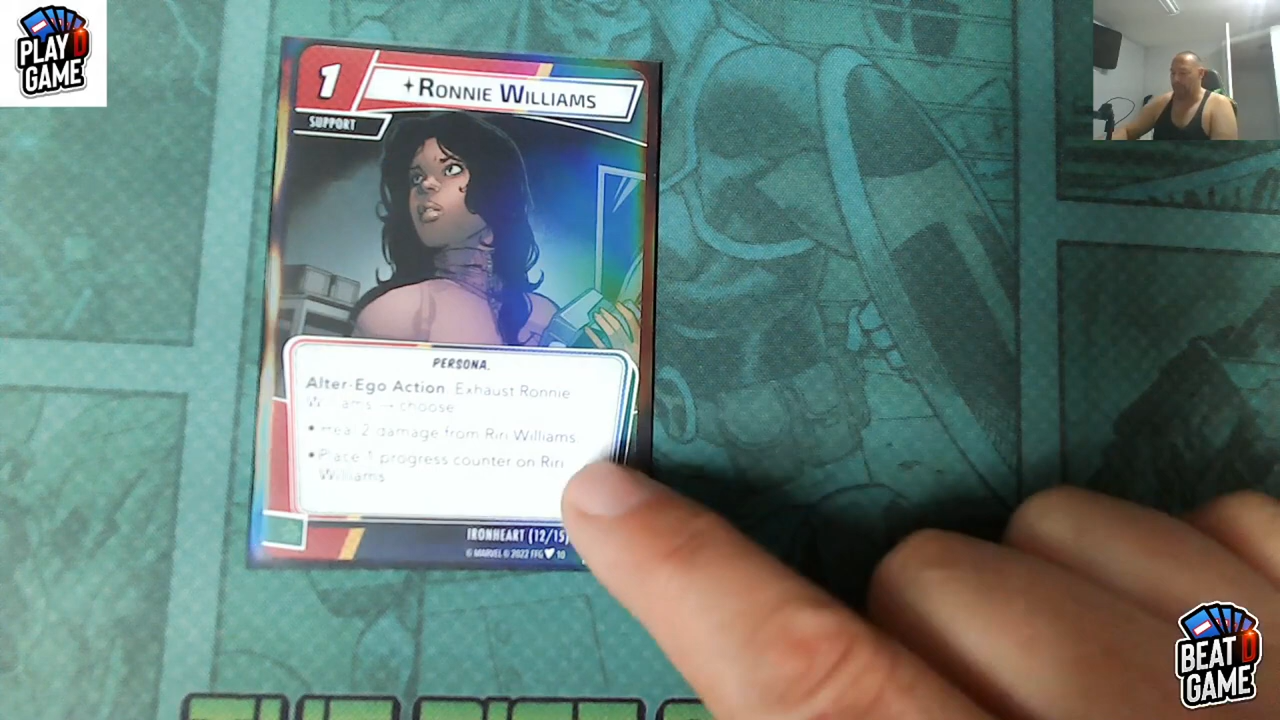 PLAY D
GAME
1
RONNIE WILLIAMS
SUPPORT
PERSONA.
Alter-Ego Action Exhaust Ronnie
Williams → choose
• Heal 2 damage from Riri Williams.
• Place 1 progress counter on Riri
Williams.
IRONHEART (12/15)
© MARVEL © 2022 FFG 10
BEAT D
GAME